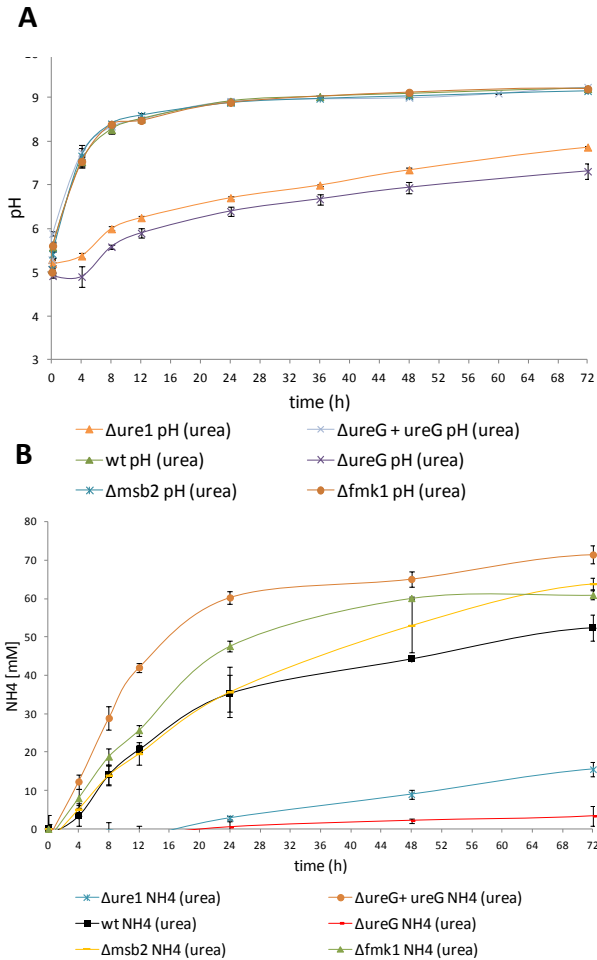 A
9
8
7
6
5
4
3
pH
0 4 8 12 16 20 24 28 32 36 40 44 48 52 56 60 64 68 72
time (h)
Δure1 pH (urea) ΔureG + ureG pH (urea)
wt pH (urea) ΔureG pH (urea)
Δmsb2 pH (urea) Δfmk1 pH (urea)
B
80
70
60
50
40
30
20
10
0
NH4 [mM]
0 4 8 12 16 20 24 28 32 36 40 44 48 52 56 60 64 68 72
time (h)
Δure1 NH4 (urea) ΔureG+ ureG NH4 (urea)
wt NH4 (urea) ΔureG NH4 (urea)
Δmsb2 NH4 (urea) Δfmk1 NH4 (urea)